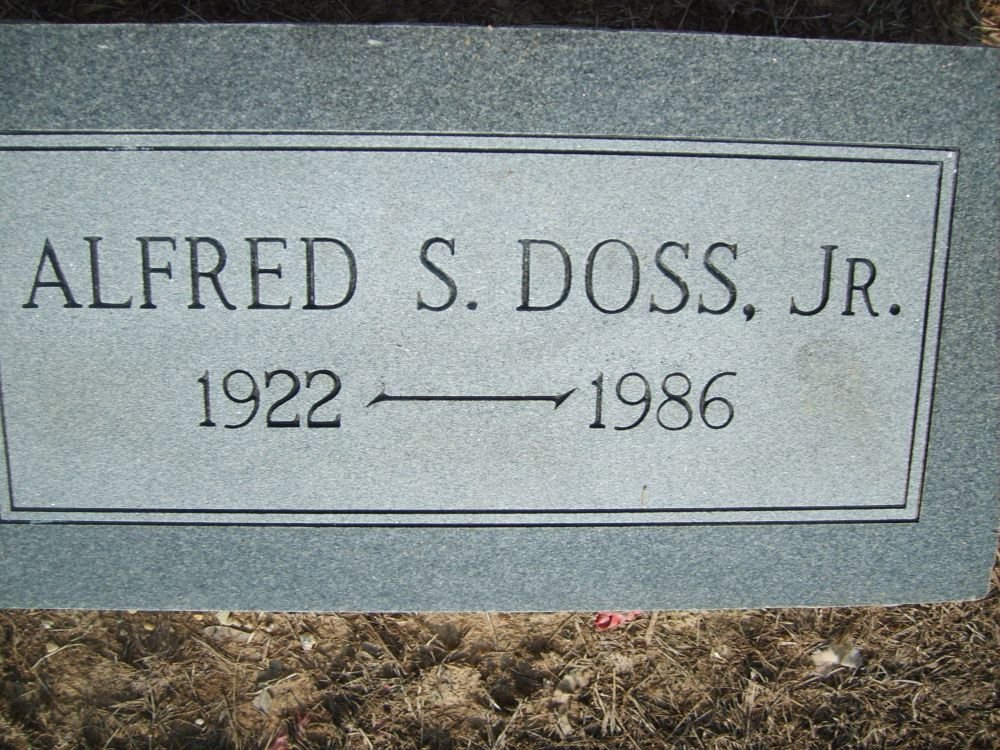 ALFRED S. DOSS, JR.
1922 — 1986